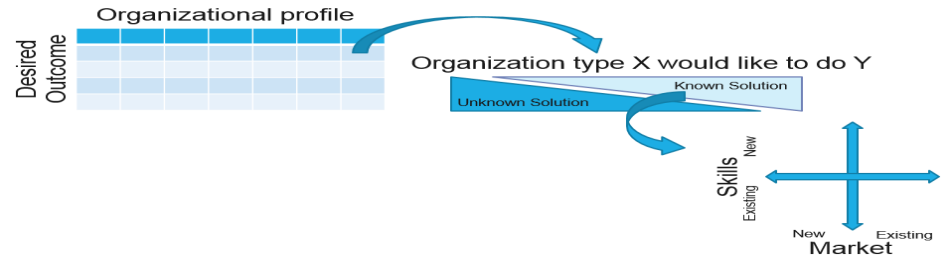 Organizational profile
Desired
Outcome
Organization type X would like to do Y
Known Solution
Unknown Solution
Skills
New
Existing
New
Existing
Market